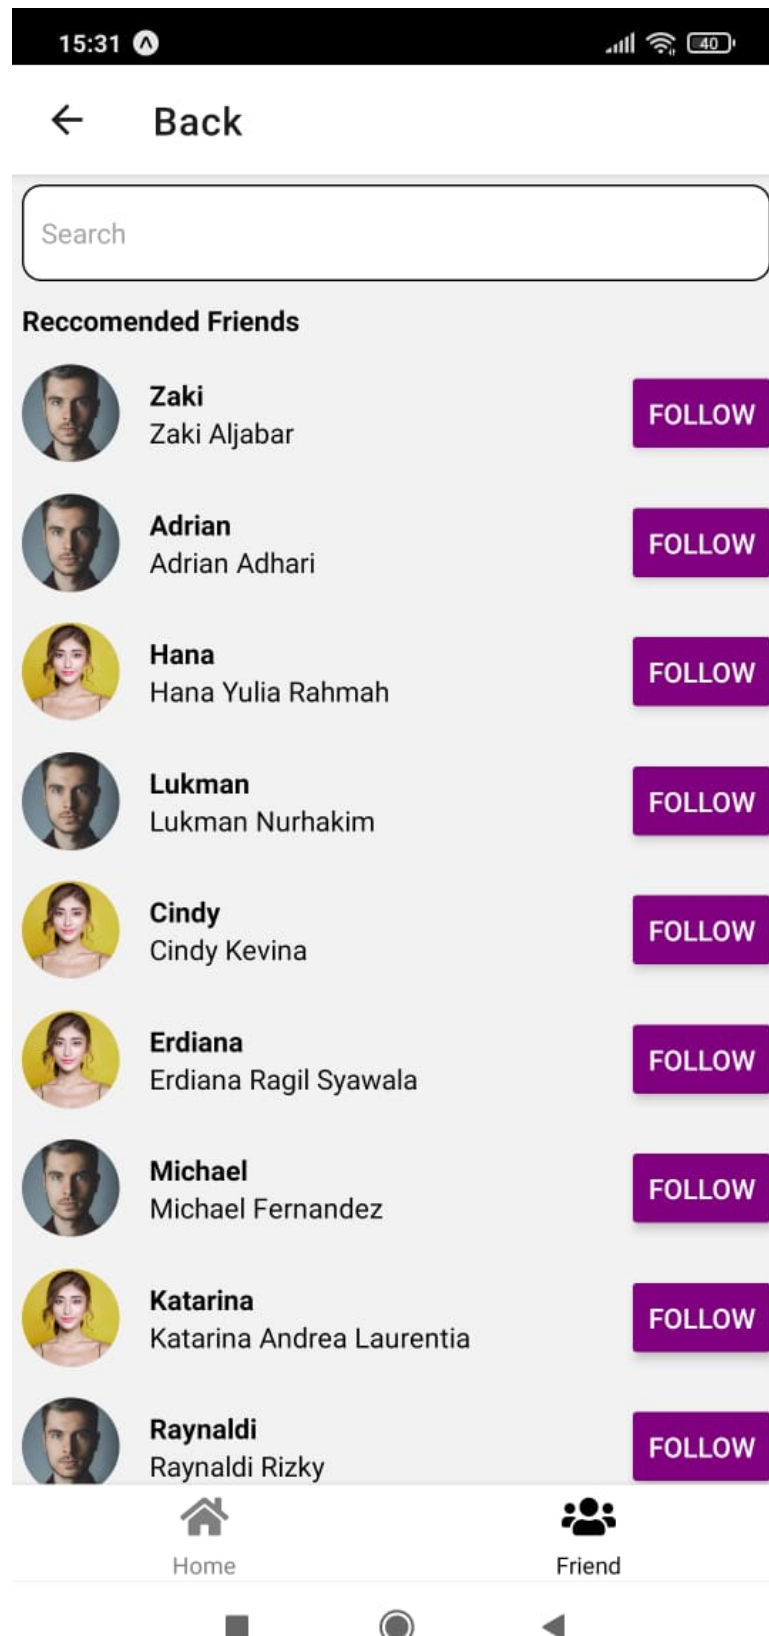 15:31
40
Back
Search
Reccomended Friends
Zaki
Zaki Aljabar
FOLLOW
Adrian
Adrian Adhari
FOLLOW
Hana
Hana Yulia Rahmah
FOLLOW
Lukman
Lukman Nurhakim
FOLLOW
Cindy
Cindy Kevina
FOLLOW
Erdiana
Erdiana Ragil Syawala
FOLLOW
Michael
Michael Fernandez
FOLLOW
Katarina
Katarina Andrea Laurentia
FOLLOW
Raynaldi
Raynaldi Rizky
FOLLOW
Home
Friend